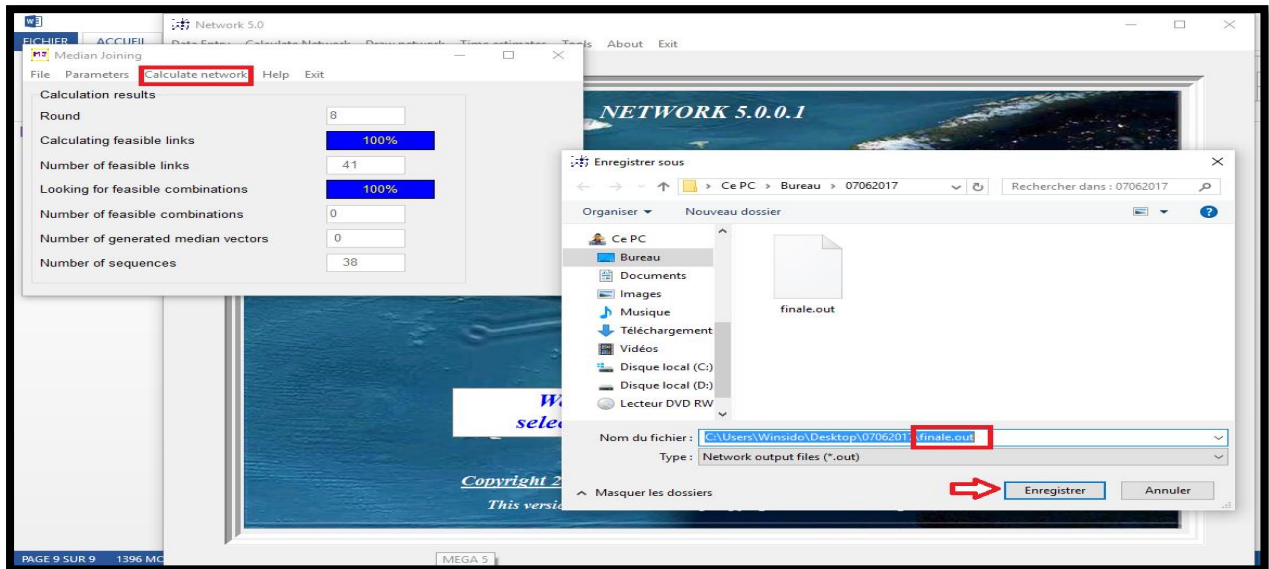 Network 5.0
FICHIER ACCUEIL
Data Entry Calculate Network Draw network Time estimates Tools About Exit
Median Joining
File Parameters Calculate network Help Exit
Calculation results
Round 8
Calculating feasible links 100%
Number of feasible links 41
Looking for feasible combinations 100%
Number of feasible combinations 0
Number of generated median vectors 0
Number of sequences 38
NETWORK 5.0.0.1
Enregistrer sous
Ce PC > Bureau > 07062017
Rechercher dans : 07062017
Organiser Nouveau dossier
Ce PC
Bureau
Documents
Images
Musique
Téléchargement
Vidéos
Disque local (C:)
Disque local (D:)
Lecteur DVD RW
finale.out
Nom du fichier : C:\Users\Winsido\Desktop\07062017\finale.out
Type : Network output files (*.out)
Masquer les dossiers
Enregistrer Annuler
sele
Copyright 2
This versi
PAGE 9 SUR 9 1396 MO
MEGA 5